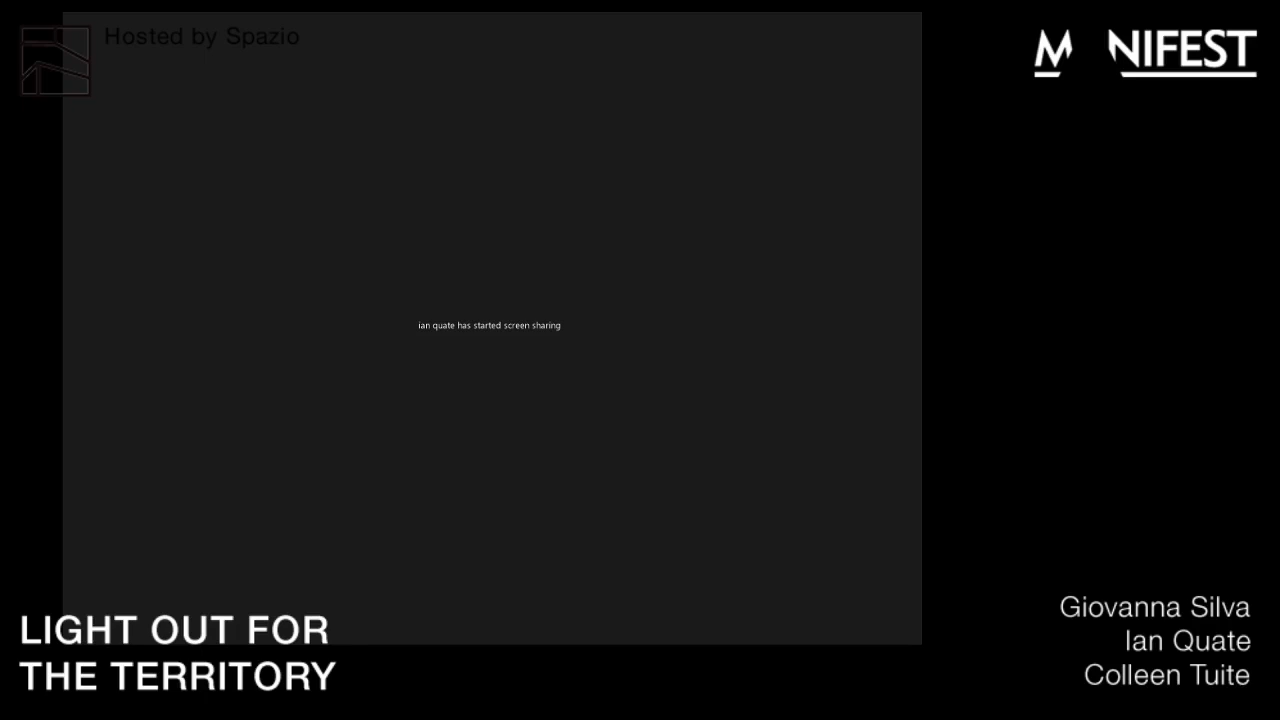 Hosted by Spazio
M NIFEST
ian quate has started screen sharing
LIGHT OUT FOR
THE TERRITORY
Giovanna Silva
Ian Quate
Colleen Tuite